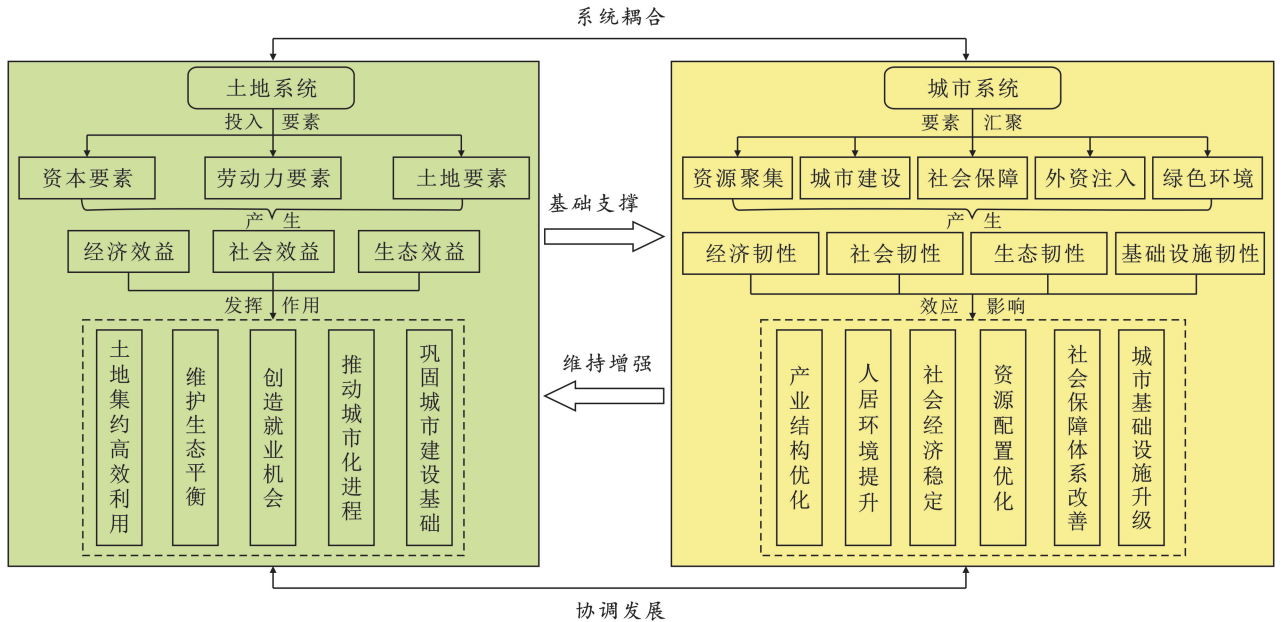 系统耦合
土地系统
投入 要素
资本要素
劳动力要素
土地要素
产 生
经济效益
社会效益
生态效益
发挥 作用
土地集约高效利用
维护生态平衡
创造就业机会
推动城市化进程
巩固城市建设基础
基础支撑
维持增强
城市系统
要素 汇聚
资源聚集
城市建设
社会保障
外资注入
绿色环境
产 生
经济韧性
社会韧性
生态韧性
基础设施韧性
效应 影响
产业结构优化
人居环境提升
社会经济稳定
资源配置优化
社会保障体系改善
城市基础设施升级
协调发展